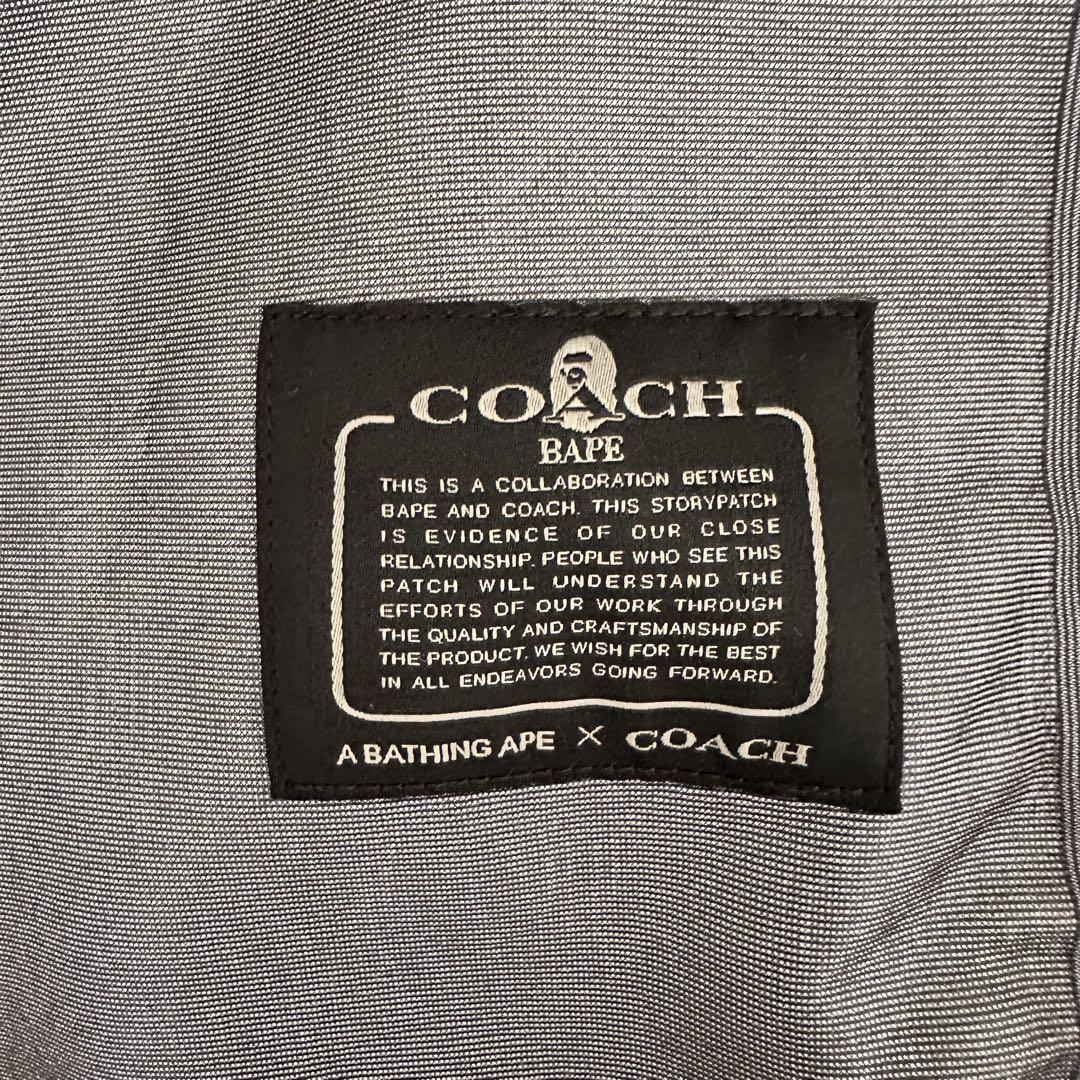 COACH
BAPE
THIS IS A COLLABORATION BETWEEN
BAPE AND COACH. THIS STORYPATCH
IS EVIDENCE OF OUR CLOSE
RELATIONSHIP. PEOPLE WHO SEE THIS
PATCH WILL UNDERSTAND THE
EFFORTS OF OUR WORK THROUGH
THE QUALITY AND CRAFTSMANSHIP OF
THE PRODUCT. WE WISH FOR THE BEST
IN ALL ENDEAVORS GOING FORWARD.
A BATHING APE × COACH